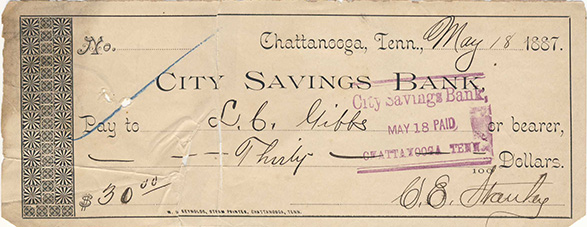 No. Chattanooga, Tenn., May 18 1887.
CITY SAVINGS BANK,
City Savings Bank,
Pay to L. C. Gibbs or bearer,
MAY 18 PAID
Thirty Dollars.
CHATTANOOGA TENN.
100
$ 30 00 O. E. Stanley
W. I. REYNOLDS, STEAM PRINTER, CHATTANOOGA, TENN.